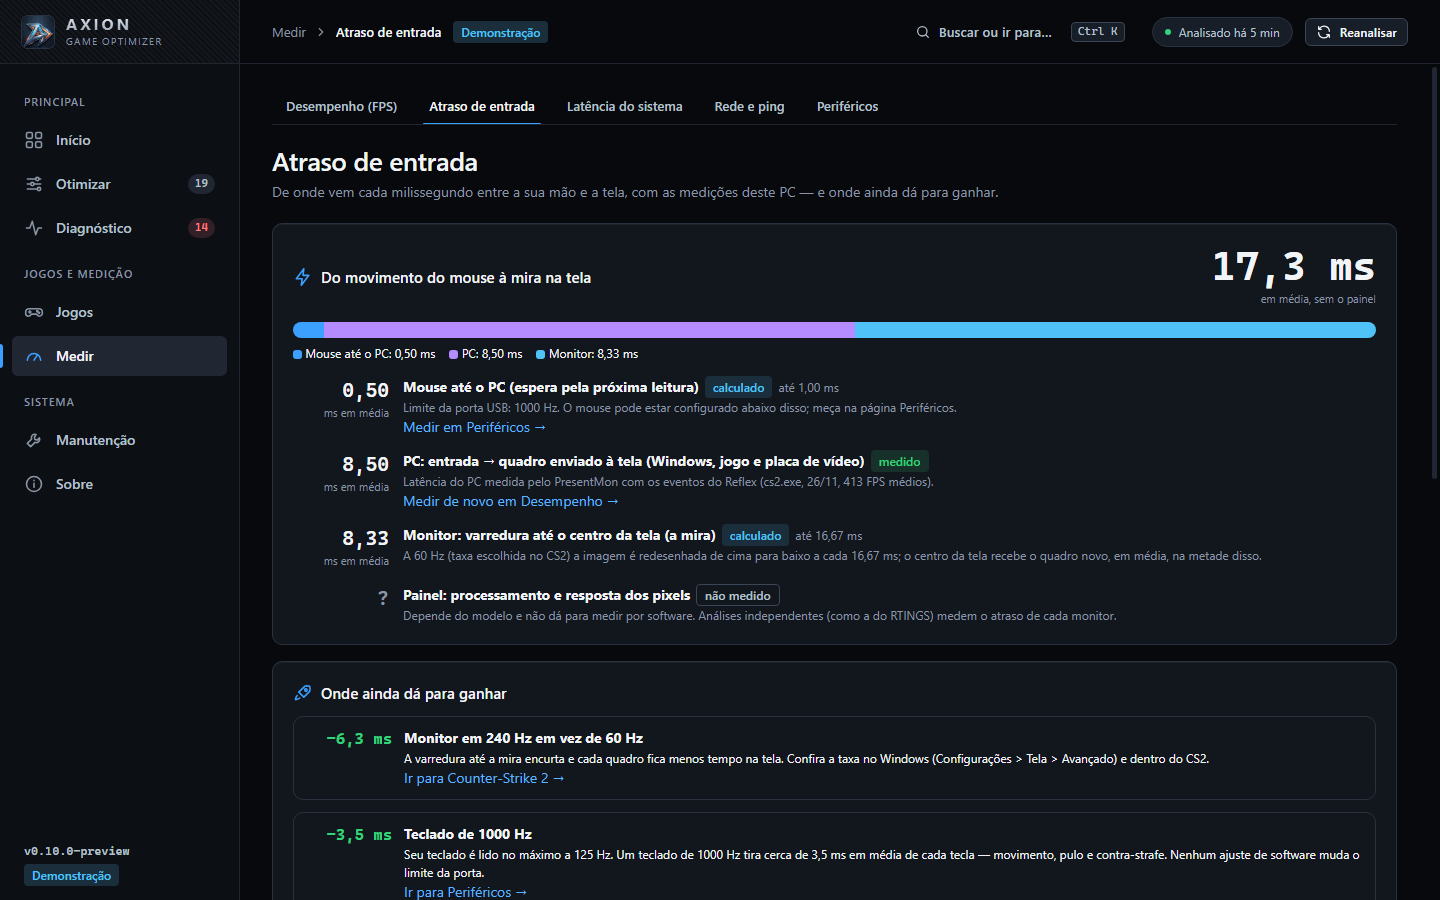 AXION
GAME OPTIMIZER
Medir > Atraso de entrada Demonstração
Buscar ou ir para... Ctrl K
Analisado há 5 min
Reanalisar
PRINCIPAL
Início
Otimizar 19
Diagnóstico 14
JOGOS E MEDIÇÃO
Jogos
Medir
SISTEMA
Manutenção
Sobre
v0.10.0-preview
Demonstração
Desempenho (FPS) Atraso de entrada Latência do sistema Rede e ping Periféricos
Atraso de entrada
De onde vem cada milissegundo entre a sua mão e a tela, com as medições deste PC — e onde ainda dá para ganhar.
Do movimento do mouse à mira na tela
17,3 ms
em média, sem o painel
Mouse até o PC: 0,50 ms PC: 8,50 ms Monitor: 8,33 ms
0,50
ms em média
Mouse até o PC (espera pela próxima leitura) calculado até 1,00 ms
Limite da porta USB: 1000 Hz. O mouse pode estar configurado abaixo disso; meça na página Periféricos.
Medir em Periféricos →
8,50
ms em média
PC: entrada → quadro enviado à tela (Windows, jogo e placa de vídeo) medido
Latência do PC medida pelo PresentMon com os eventos do Reflex (cs2.exe, 26/11, 413 FPS médios).
Medir de novo em Desempenho →
8,33
ms em média
Monitor: varredura até o centro da tela (a mira) calculado até 16,67 ms
A 60 Hz (taxa escolhida no CS2) a imagem é redesenhada de cima para baixo a cada 16,67 ms; o centro da tela recebe o quadro novo, em média, na metade disso.
?
Painel: processamento e resposta dos pixels não medido
Depende do modelo e não dá para medir por software. Análises independentes (como a do RTINGS) medem o atraso de cada monitor.
Onde ainda dá para ganhar
−6,3 ms
Monitor em 240 Hz em vez de 60 Hz
A varredura até a mira encurta e cada quadro fica menos tempo na tela. Confira a taxa no Windows (Configurações > Tela > Avançado) e dentro do CS2.
Ir para Counter-Strike 2 →
−3,5 ms
Teclado de 1000 Hz
Seu teclado é lido no máximo a 125 Hz. Um teclado de 1000 Hz tira cerca de 3,5 ms em média de cada tecla — movimento, pulo e contra-strafe. Nenhum ajuste de software muda o
limite da porta.
Ir para Periféricos →